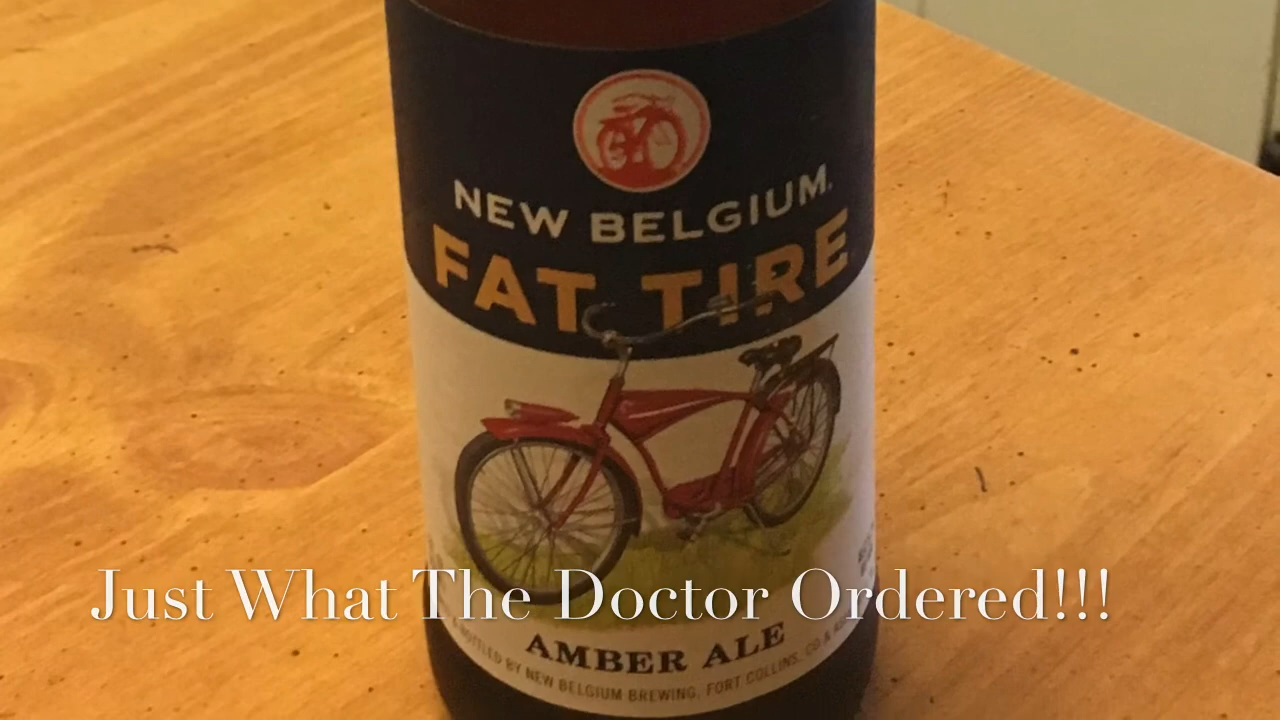 NEW BELGIUM
FAT TIRE
Just What The Doctor Ordered!!!
AMBER ALE
BOTTLED BY NEW BELGIUM BREWING, FORT COLLINS, CO &